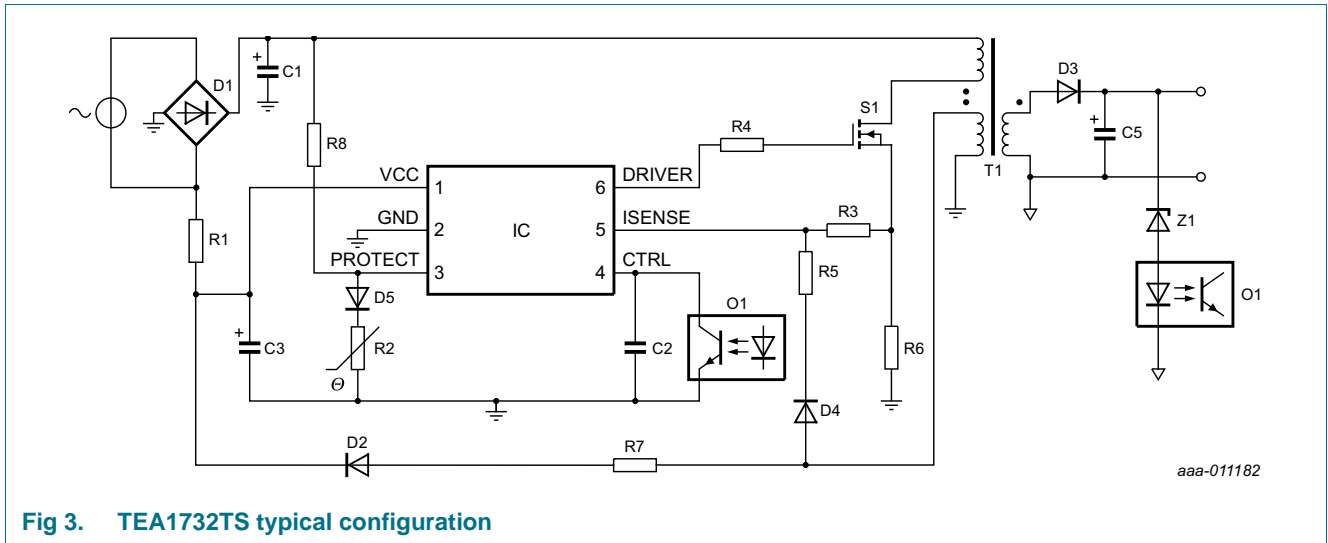 D1
+
C1
R8
S1
D3
R4
+
C5
T1
VCC
1
6
DRIVER
GND
2
IC
5
ISENSE
R3
PROTECT
3
4
CTRL
R1
R5
Z1
D5
O1
O1
+
C3
R2
Θ
C2
R6
D4
D2
R7
aaa-011182
Fig 3. TEA1732TS typical configuration